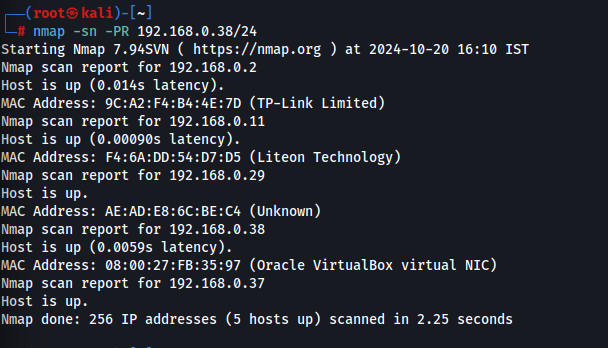 ┌──(root㉿kali)-[~]
└─# nmap -sn -PR 192.168.0.38/24
Starting Nmap 7.94SVN ( https://nmap.org ) at 2024-10-20 16:10 IST
Nmap scan report for 192.168.0.2
Host is up (0.014s latency).
MAC Address: 9C:A2:F4:B4:4E:7D (TP-Link Limited)
Nmap scan report for 192.168.0.11
Host is up (0.00090s latency).
MAC Address: F4:6A:DD:54:D7:D5 (Liteon Technology)
Nmap scan report for 192.168.0.29
Host is up.
MAC Address: AE:AD:E8:6C:BE:C4 (Unknown)
Nmap scan report for 192.168.0.38
Host is up (0.0059s latency).
MAC Address: 08:00:27:FB:35:97 (Oracle VirtualBox virtual NIC)
Nmap scan report for 192.168.0.37
Host is up.
Nmap done: 256 IP addresses (5 hosts up) scanned in 2.25 seconds